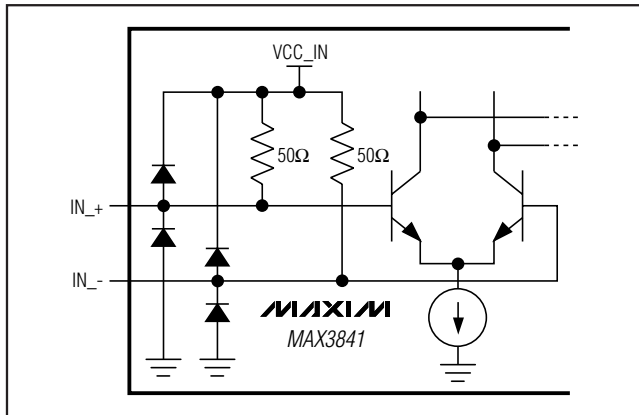 VCC_IN
50Ω
50Ω
IN_+
IN_-
MAXIM
MAX3841